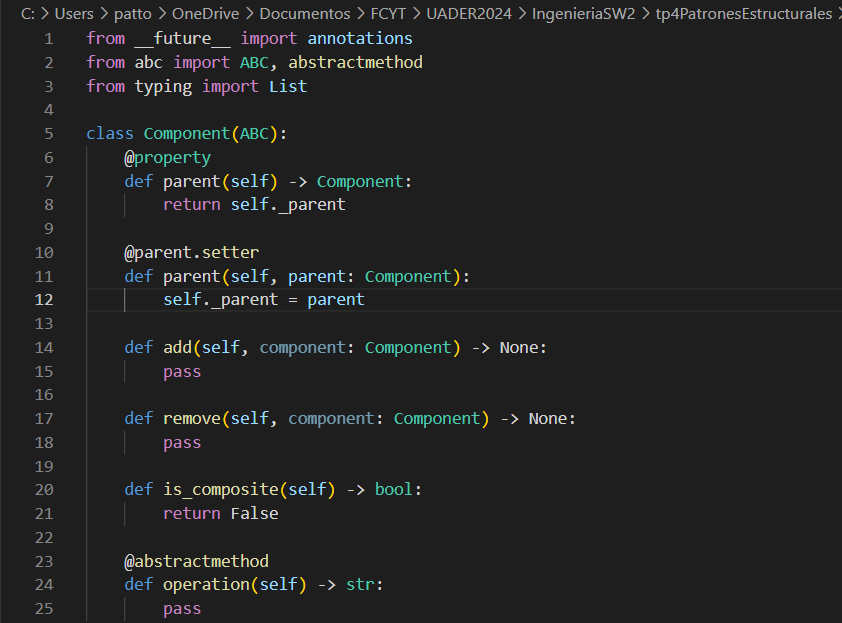 C: > Users > patto > OneDrive > Documentos > FCYT > UADER2024 > IngenieriaSW2 > tp4PatronesEstructurales >
1 from __future__ import annotations
2 from abc import ABC, abstractmethod
3 from typing import List
4
5 class Component(ABC):
6     @property
7     def parent(self) -> Component:
8         return self._parent
9
10     @parent.setter
11     def parent(self, parent: Component):
12         self._parent = parent
13
14     def add(self, component: Component) -> None:
15         pass
16
17     def remove(self, component: Component) -> None:
18         pass
19
20     def is_composite(self) -> bool:
21         return False
22
23     @abstractmethod
24     def operation(self) -> str:
25         pass